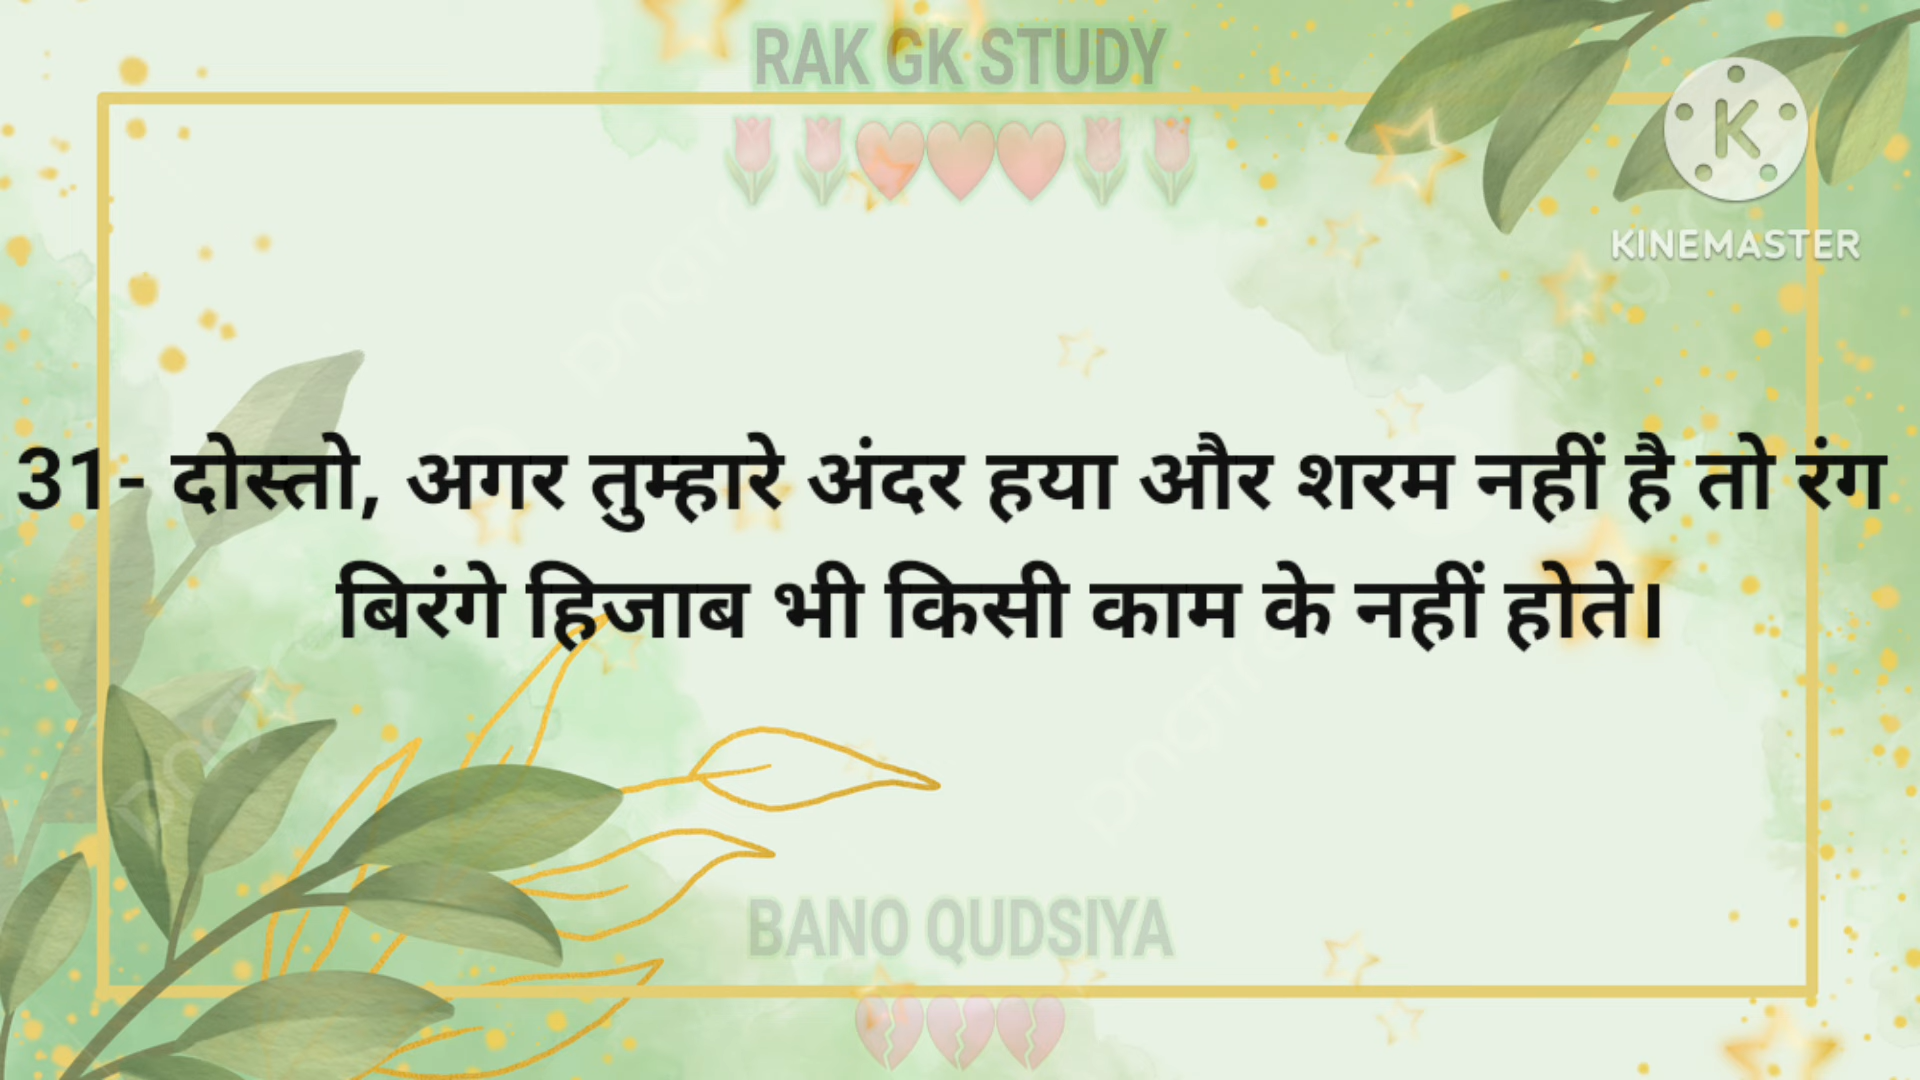 RAK GK STUDY
KINEMASTER
31- दोस्तो, अगर तुम्हारे अंदर हया और शरम नहीं है तो रंग
बिरंगे हिजाब भी किसी काम के नहीं होते।
BANO QUDSIYA